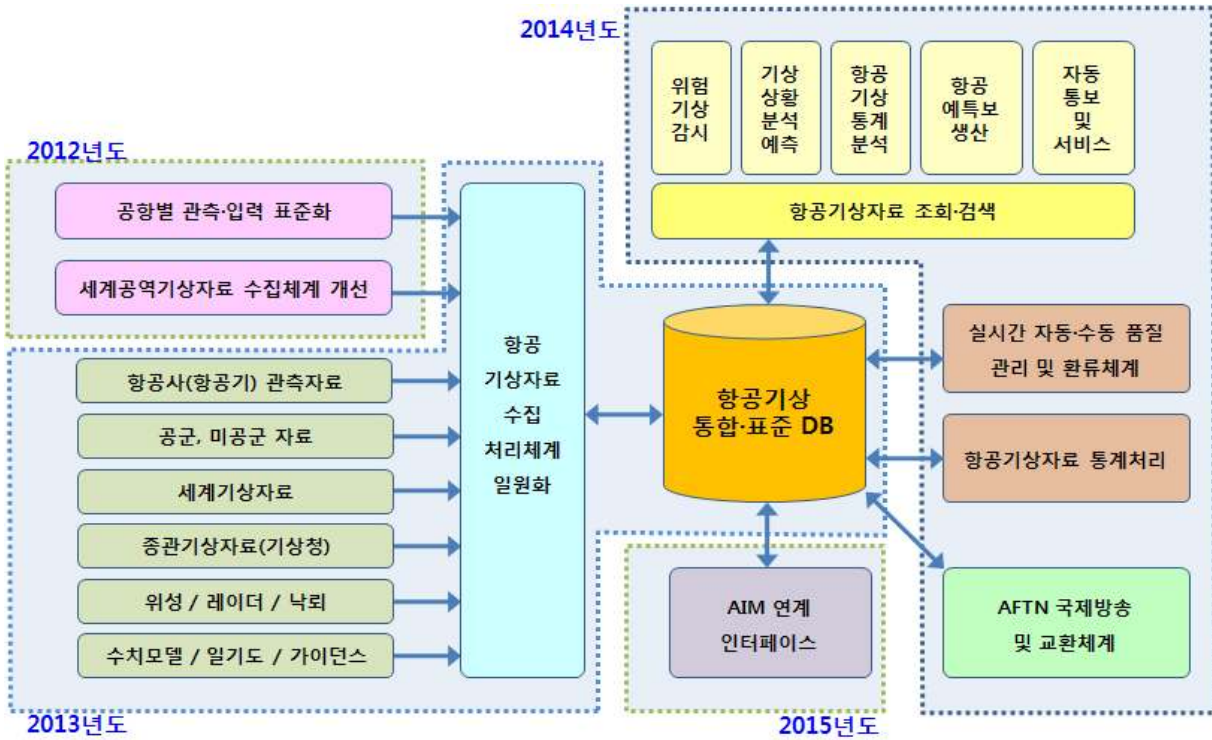 2014년도
위험
기상
감시
기상
상황
분석
예측
항공
기상
통계
분석
항공
예특보
생산
자동
통보
및
서비스
항공기상자료 조회·검색
2012년도
공항별 관측·입력 표준화
세계공역기상자료 수집체계 개선
항공사(항공기) 관측자료
공군, 미공군 자료
세계기상자료
종관기상자료(기상청)
위성 / 레이더 / 낙뢰
수치모델 / 일기도 / 가이던스
2013년도
항공
기상자료
수집
처리체계
일원화
항공기상
통합·표준 DB
실시간 자동·수동 품질
관리 및 환류체계
항공기상자료 통계처리
AIM 연계
인터페이스
2015년도
AFTN 국제방송
및 교환체계